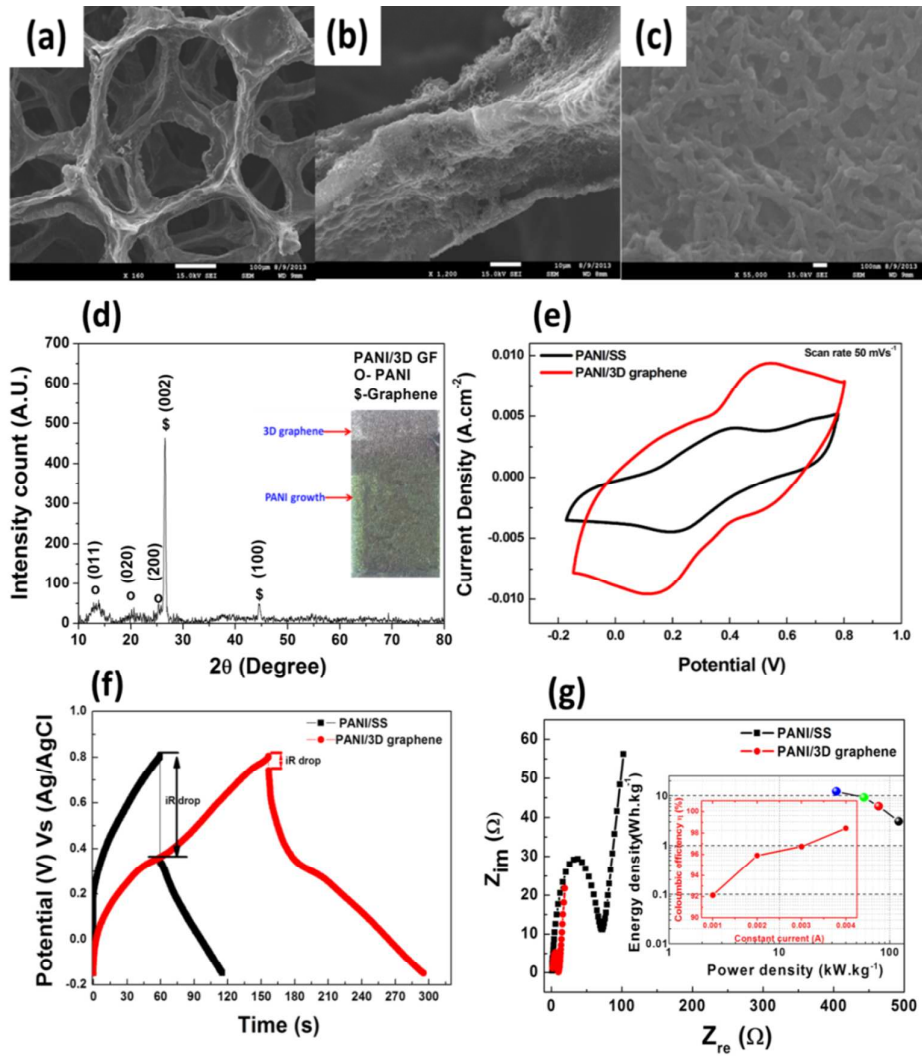 (a)
(b)
(c)
X 160 15.0kV SEI 100μm 8/9/2013
SEM WD 9mm
X 1,200 15.0kV SEI 10μm 8/9/2013
SEM WD 8mm
X 55,000 15.0kV SEI 100nm 8/9/2013
SEM WD 9mm
(d)
700
600
500
400
300
200
100
0
Intensity count (A.U.)
10 20 30 40 50 60 70 80
2θ (Degree)
o (011)
o (020)
o (200)
$ (002)
$ (100)
PANI/3D GF
O- PANI
$-Graphene
3D graphene
PANI growth
(e)
PANI/SS
PANI/3D graphene
Scan rate 50 mVs⁻¹
0.010
0.005
0.000
-0.005
-0.010
Current Density (A.cm⁻²)
-0.2 0.0 0.2 0.4 0.6 0.8 1.0
Potential (V)
(f)
PANI/SS
PANI/3D graphene
iR drop
iR drop
1.0
0.8
0.6
0.4
0.2
0.0
-0.2
Potential (V) Vs (Ag/AgCl
0 60 120 180 240 300
Time (s)
(g)
PANI/SS
PANI/3D graphene
60
50
40
30
20
10
0
Zim (Ω)
0 100 200 300 400 500
Zre (Ω)
Energy density(Wh.kg⁻¹)
10
1
0.1
0.01
1 10 100
Power density (kW.kg⁻¹)
Coloumbic efficiency η (%)
100
98
96
94
92
90
0.001 0.002 0.003 0.004
Constant current (A)